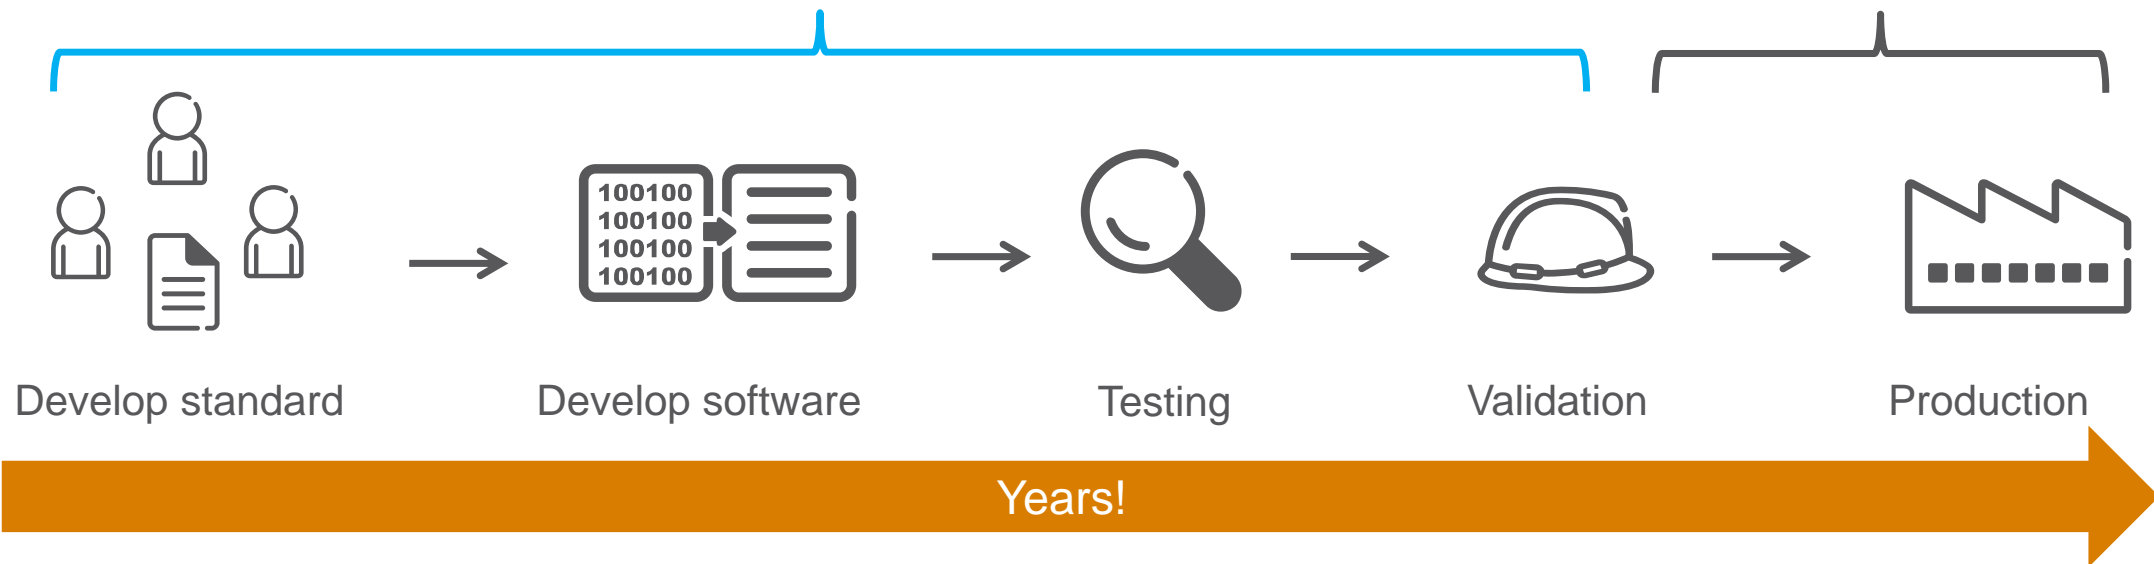 100100
100100
100100
100100
Develop standard
Develop software
Testing
Validation
Production
Years!